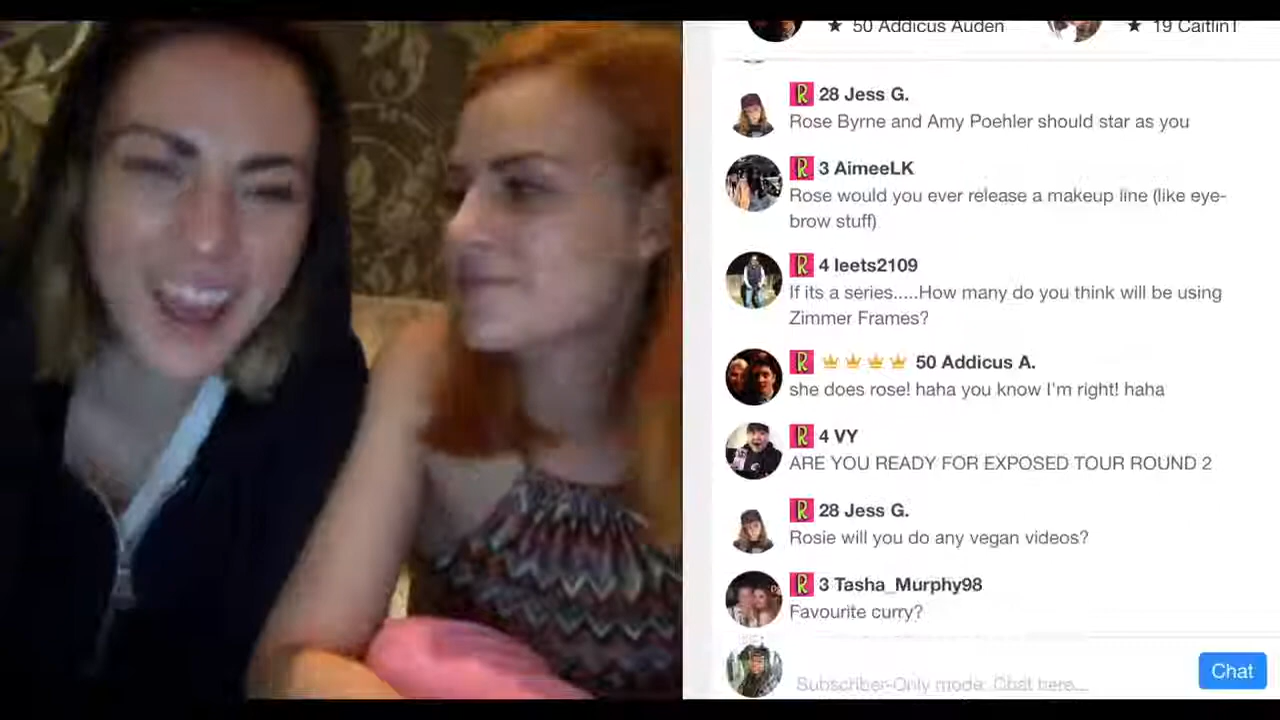 ★ 50 Addicus Auden ★ 19 CaitlinT
R 28 Jess G.
Rose Byrne and Amy Poehler should star as you
R 3 AimeeLK
Rose would you ever release a makeup line (like eye-
brow stuff)
R 4 leets2109
If its a series.....How many do you think will be using
Zimmer Frames?
R 50 Addicus A.
she does rose! haha you know I'm right! haha
R 4 VY
ARE YOU READY FOR EXPOSED TOUR ROUND 2
R 28 Jess G.
Rosie will you do any vegan videos?
R 3 Tasha_Murphy98
Favourite curry?
Subscriber-Only mode: Chat here...
Chat